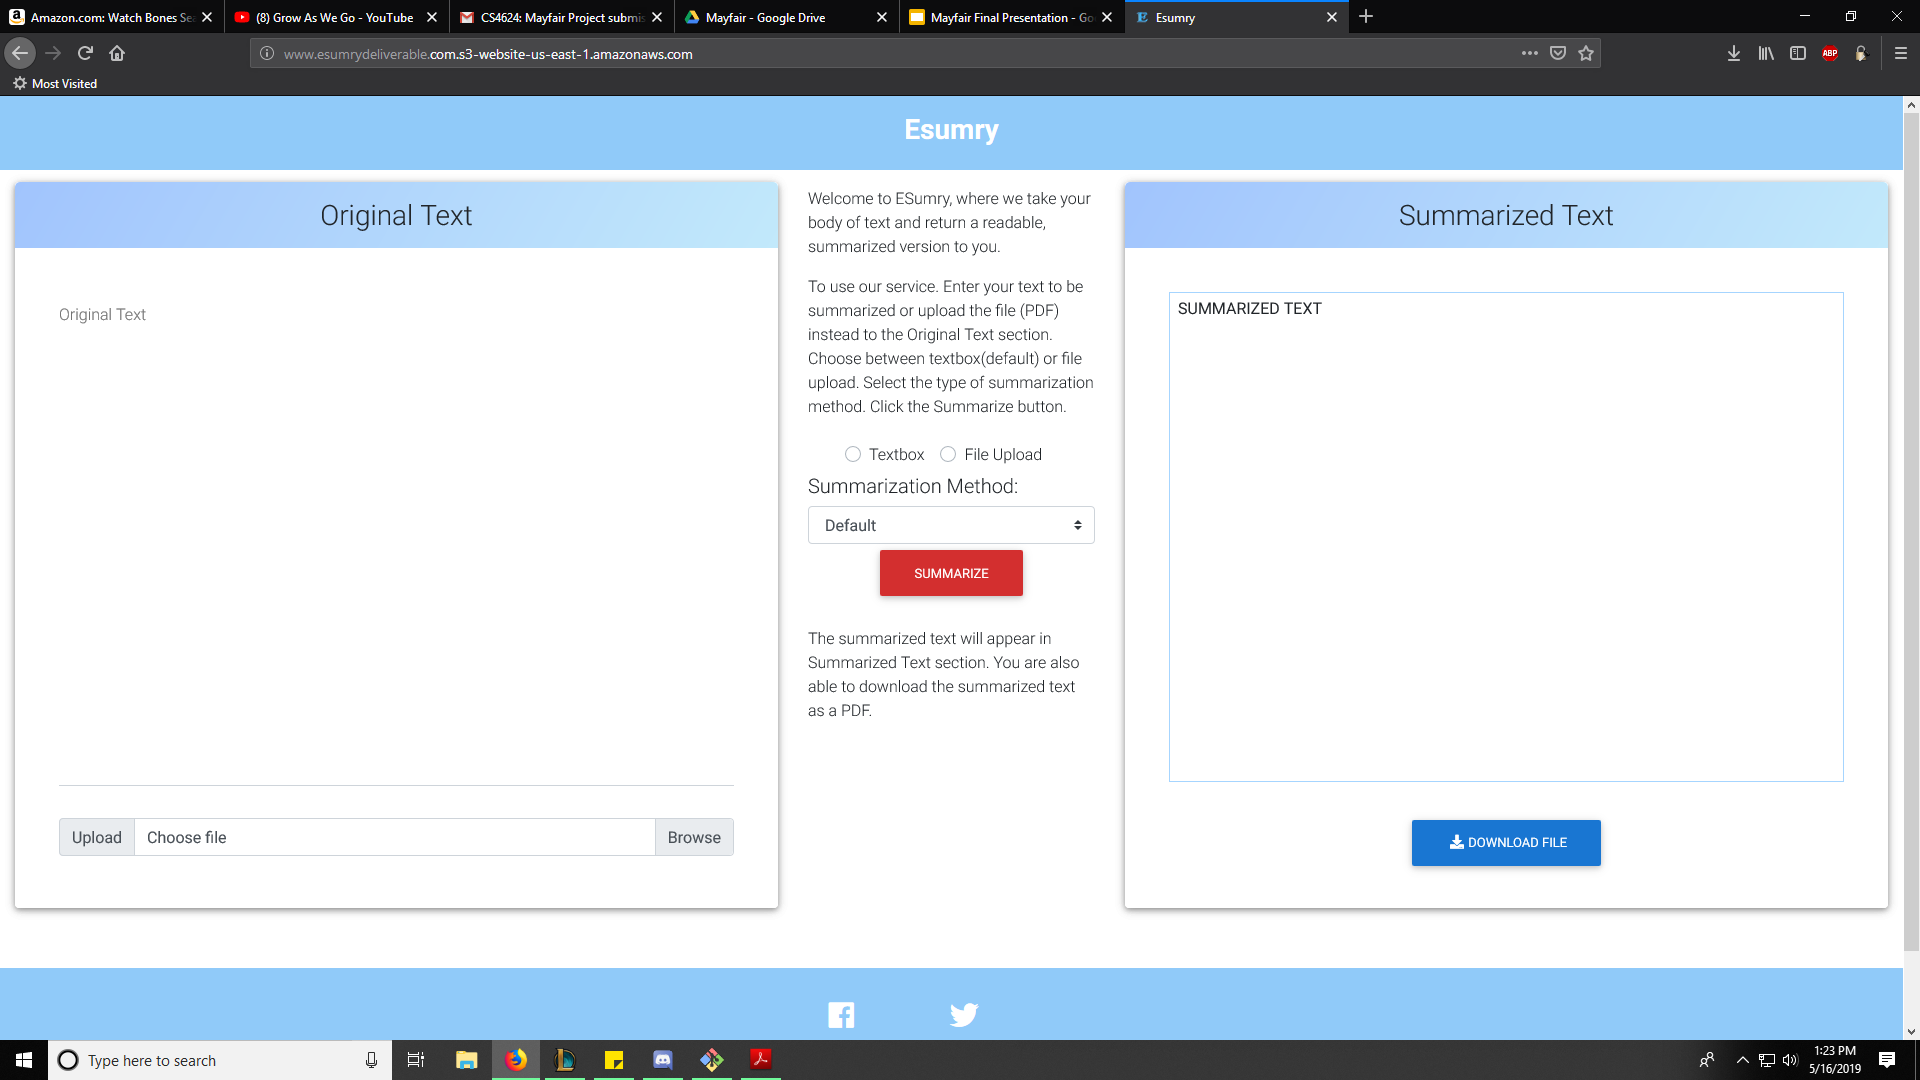 Amazon.com: Watch Bones Se
(8) Grow As We Go - YouTube
CS4624: Mayfair Project submis
Mayfair - Google Drive
Mayfair Final Presentation - Go
Esumry
www.esumrydeliverable.com.s3-website-us-east-1.amazonaws.com
ABP
Most Visited
Esumry
Original Text
Original Text
Upload
Choose file
Browse
Welcome to ESumry, where we take your
body of text and return a readable,
summarized version to you.
To use our service. Enter your text to be
summarized or upload the file (PDF)
instead to the Original Text section.
Choose between textbox(default) or file
upload. Select the type of summarization
method. Click the Summarize button.
Textbox
File Upload
Summarization Method:
Default
SUMMARIZE
The summarized text will appear in
Summarized Text section. You are also
able to download the summarized text
as a PDF.
Summarized Text
SUMMARIZED TEXT
DOWNLOAD FILE
Type here to search
1:23 PM
5/16/2019